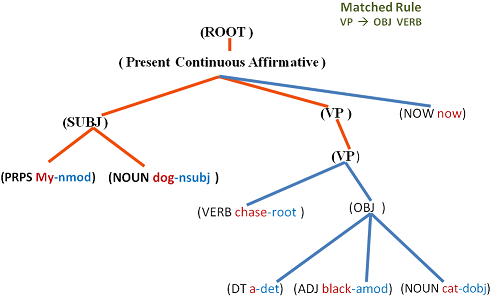 Matched Rule
VP → OBJ VERB
(ROOT )
( Present Continuous Affirmative)
(SUBJ)
(VP )
(NOW now)
(PRPS My-nmod)
(NOUN dog-nsubj )
(VP)
(VERB chase-root )
(OBJ )
(DT a-det)
(ADJ black-amod)
(NOUN cat-dobj)